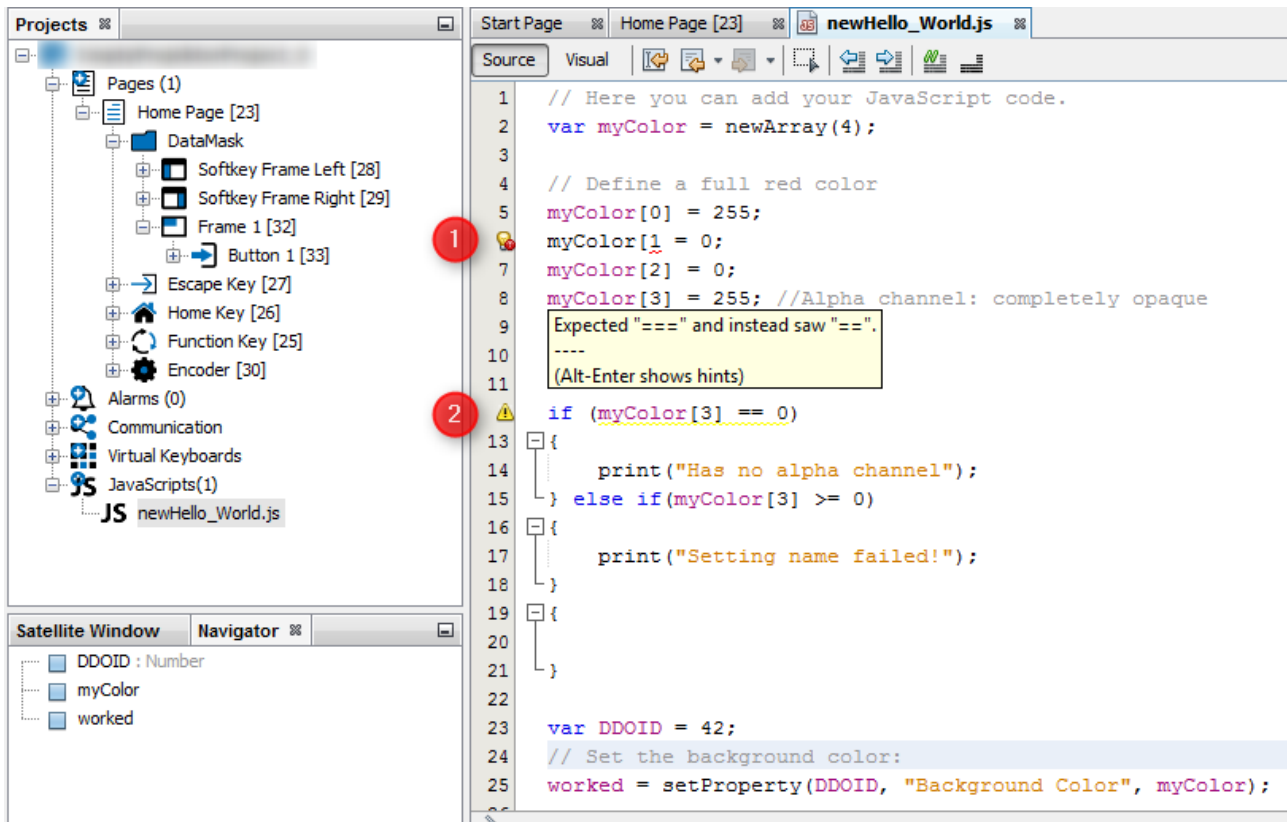 Projects
Pages (1)
Home Page [23]
DataMask
Softkey Frame Left [28]
Softkey Frame Right [29]
Frame 1 [32]
Button 1 [33]
Escape Key [27]
Home Key [26]
Function Key [25]
Encoder [30]
Alarms (0)
Communication
Virtual Keyboards
JS JavaScripts(1)
JS newHello_World.js
Satellite Window Navigator
DDOID : Number
myColor
worked
Start Page Home Page [23] newHello_World.js
Source Visual
1 // Here you can add your JavaScript code.
2 var myColor = newArray(4);
3
4 // Define a full red color
5 myColor[0] = 255;
1 myColor[1 = 0;
7 myColor[2] = 0;
8 myColor[3] = 255; //Alpha channel: completely opaque
9 Expected "===" and instead saw "==".
10 ----
11 (Alt-Enter shows hints)
2 if (myColor[3] == 0)
13 {
14 print("Has no alpha channel");
15 } else if(myColor[3] >= 0)
16 {
17 print("Setting name failed!");
18 }
19 {
20
21 }
22
23 var DDOID = 42;
24 // Set the background color:
25 worked = setProperty(DDOID, "Background Color", myColor);